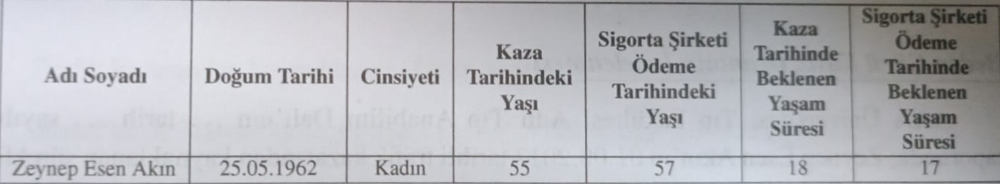 Adı Soyadı
Doğum Tarihi
Cinsiyeti
Kaza
Tarihindeki
Yaşı
Sigorta Şirketi
Ödeme
Tarihindeki
Yaşı
Kaza
Tarihinde
Beklenen
Yaşam
Süresi
Sigorta Şirketi
Ödeme
Tarihinde
Beklenen
Yaşam
Süresi
Zeynep Esen Akın 25.05.1962 Kadın 55 57 18 17